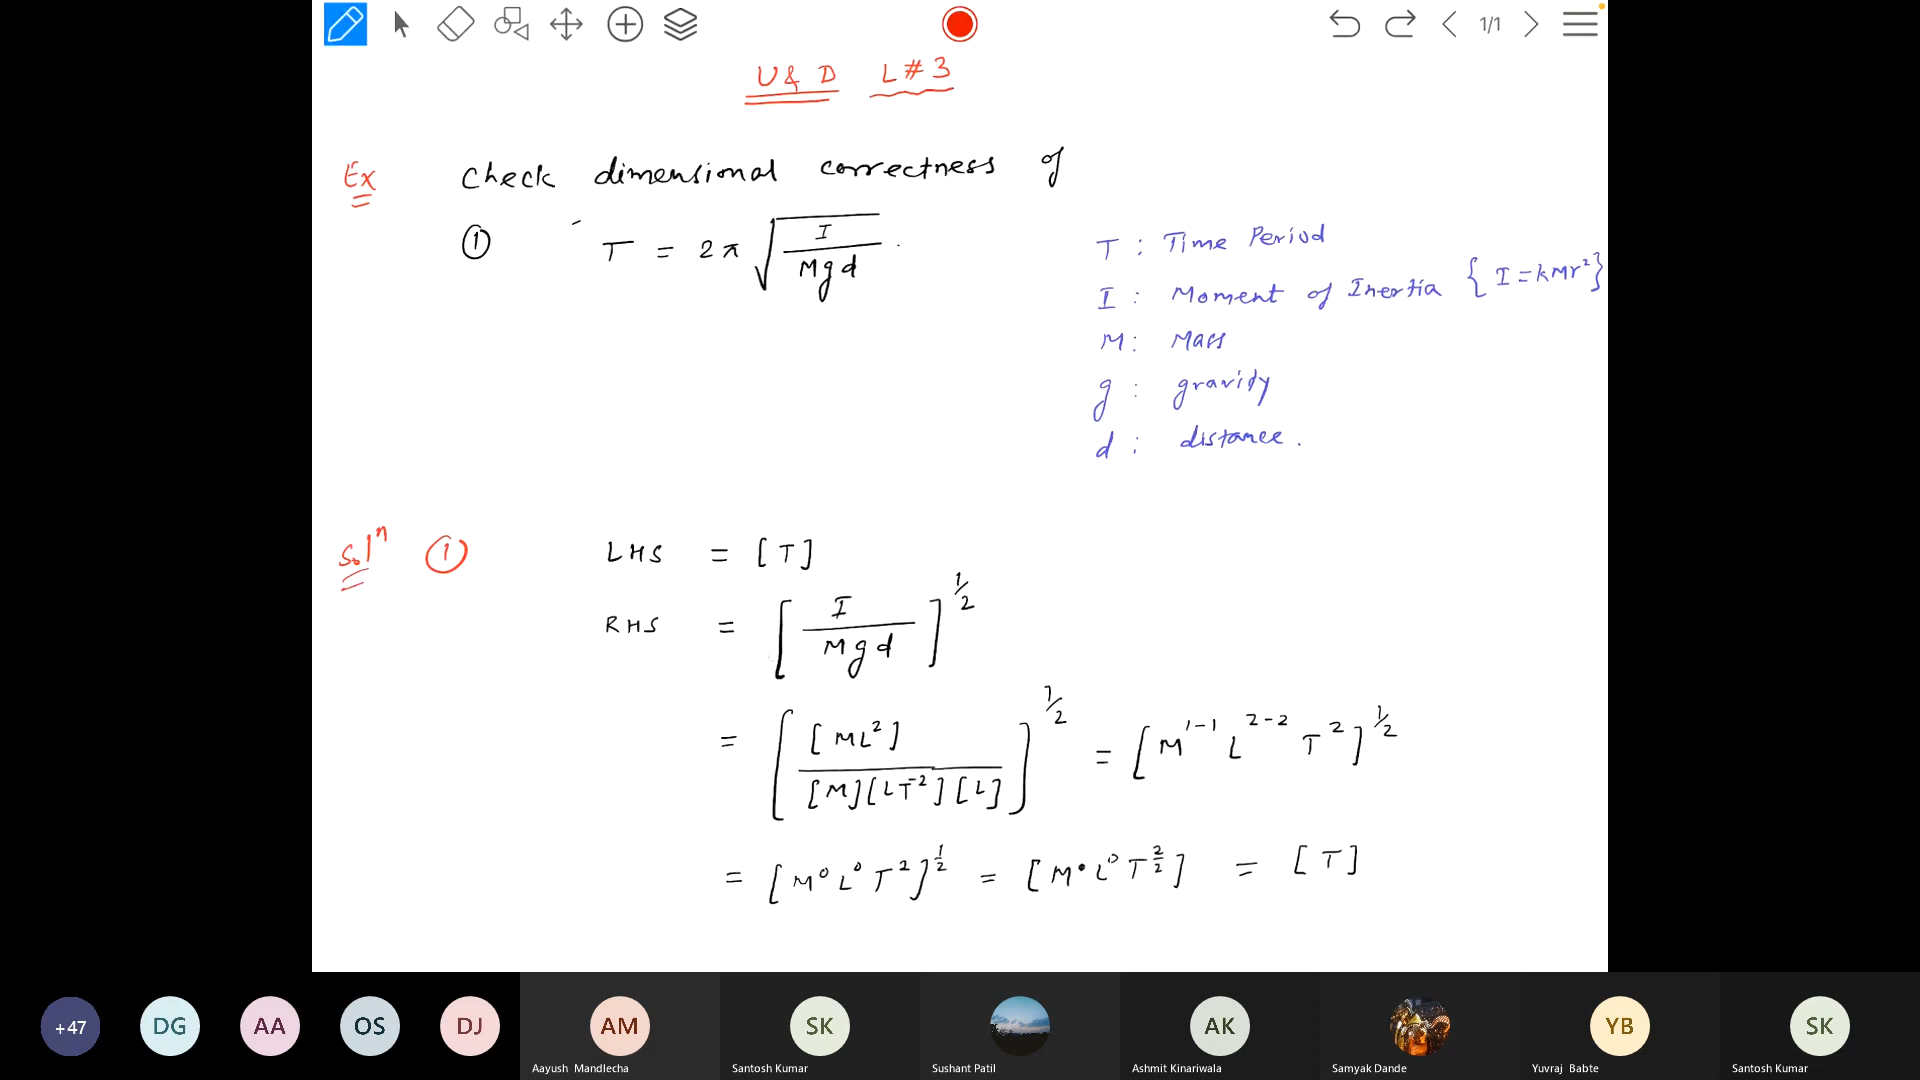 1/1
U & D L # 3
Ex Check dimensional correctness of
① T = 2π √(I / Mgd)
T : Time Period
I : Moment of Inertia { I = kMr² }
M : Mass
g : gravity
d : distance.
Solⁿ ① LHS = [T]
RHS = [I / Mgd]^1/2
= [[ML²] / [M][LT⁻²][L]]^1/2 = [M^1-1 L^2-2 T^2]^1/2
= [M⁰ L⁰ T²]^1/2 = [M⁰ L⁰ T^2/2] = [T]
+47 DG AA OS DJ AM SK AK YB SK
Aayush Mandlecha Santosh Kumar Sushant Patil Ashmit Kinariwala Samyak Dande Yuvraj Babte Santosh Kumar